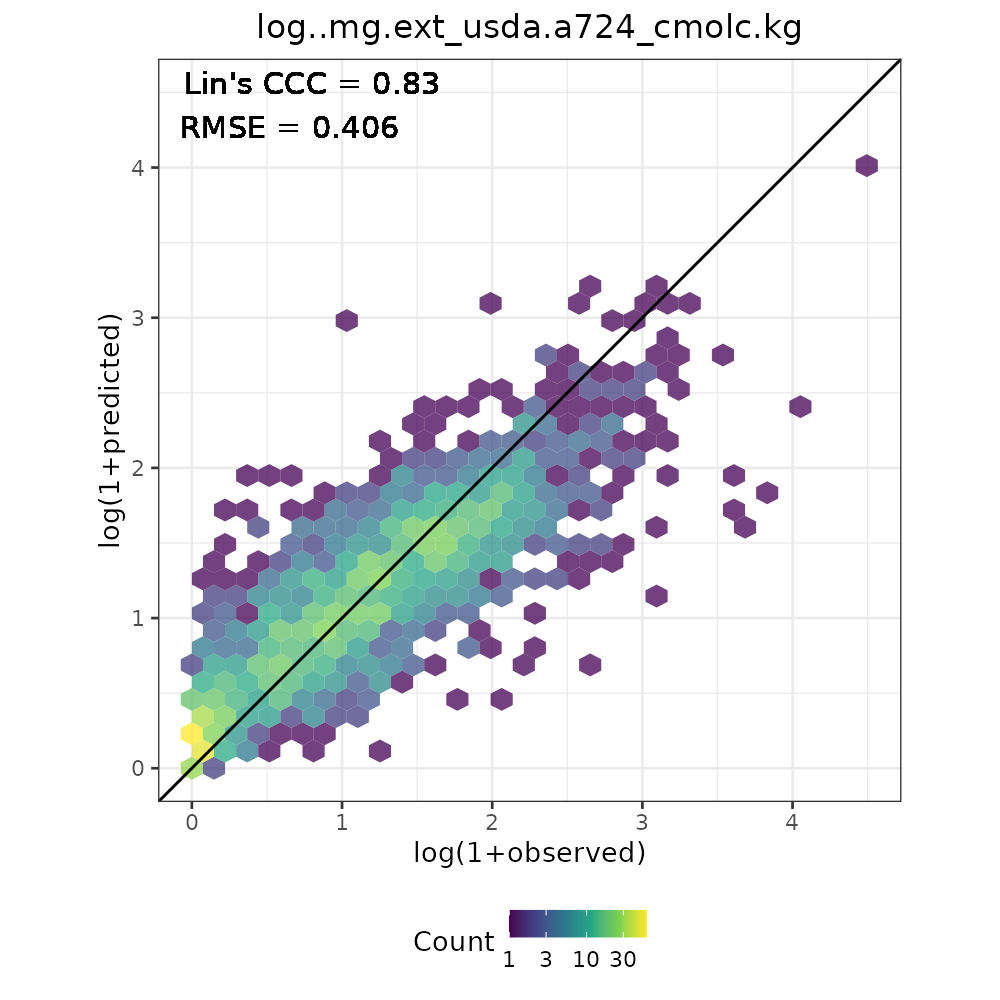 log..mg.ext_usda.a724_cmolc.kg
Lin's CCC = 0.83
RMSE = 0.406
4
3
2
1
0
log(1+predicted)
0 1 2 3 4
log(1+observed)
Count
1 3 10 30